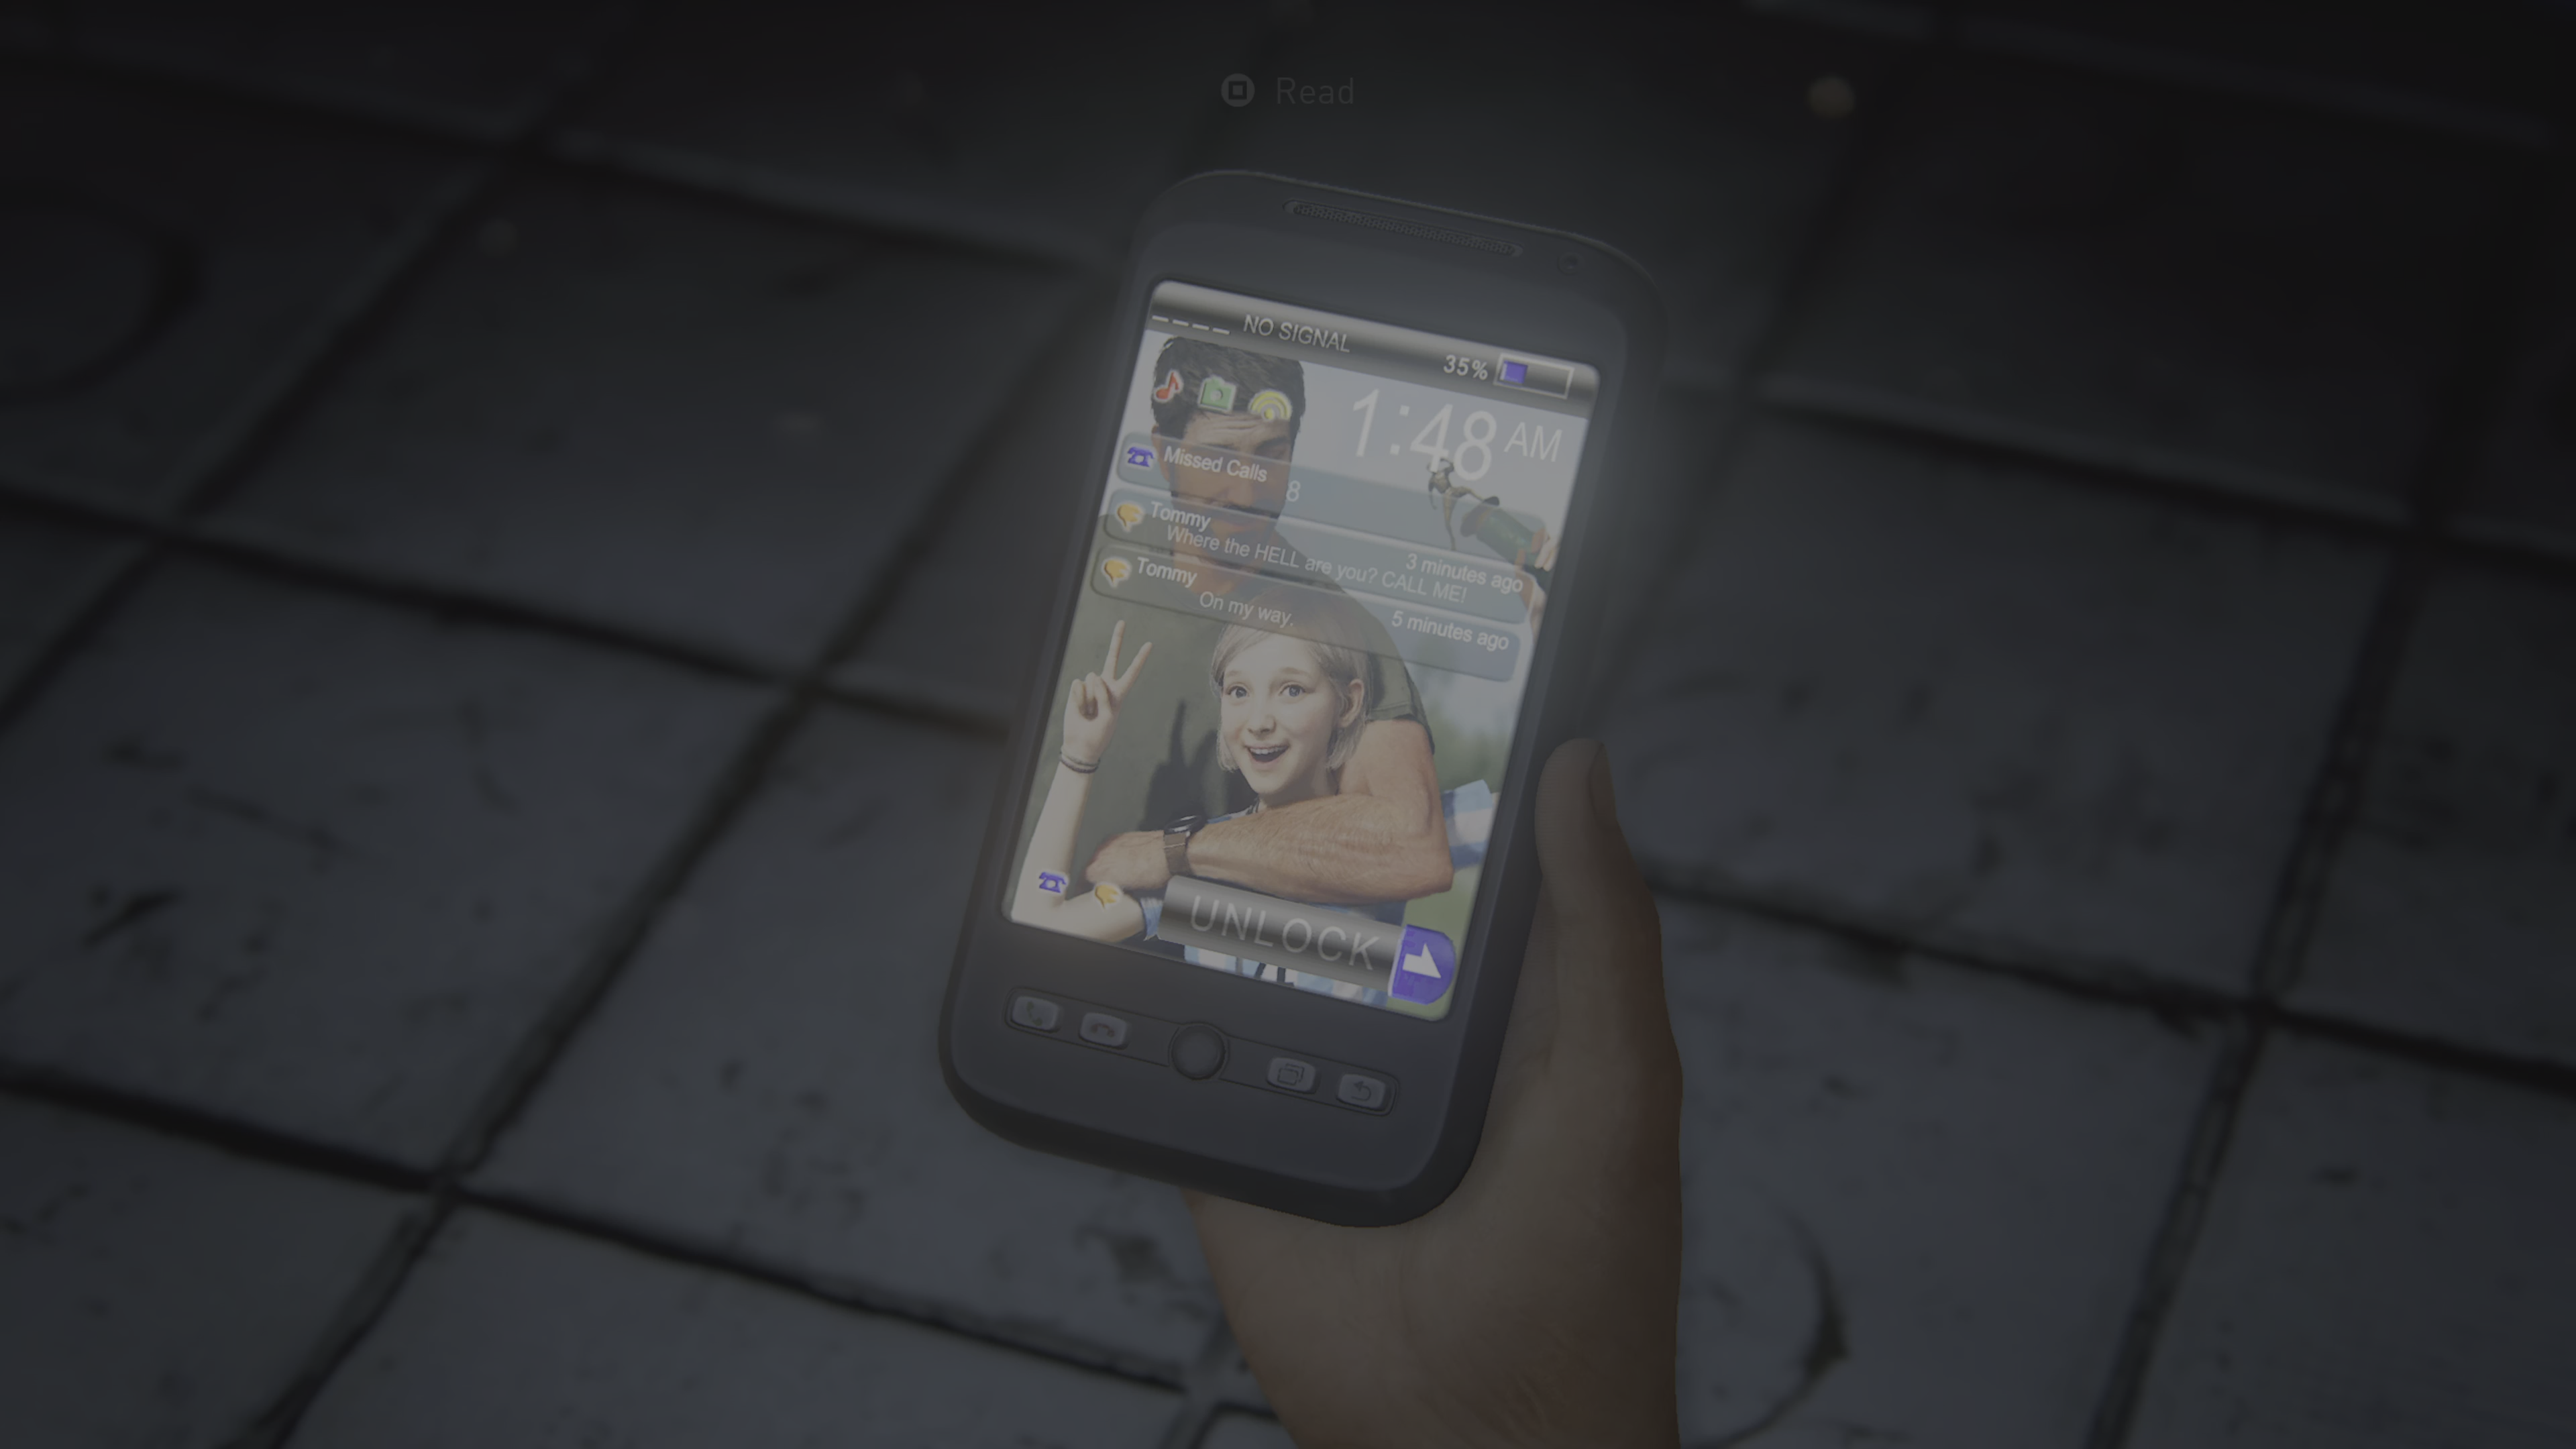 Read
NO SIGNAL
35%
1:48 AM
Missed Calls
8
Tommy
3 minutes ago
Where the HELL are you? CALL ME!
Tommy
5 minutes ago
On my way.
UNLOCK